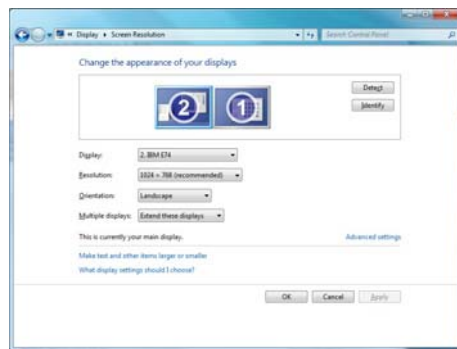 « Display ▸ Screen Resolution
Search Control Panel
Change the appearance of your displays
2 1
Detect
Identify
Display: 2. IBM E74
Resolution: 1024 × 768 (recommended)
Orientation: Landscape
Multiple displays: Extend these displays
This is currently your main display.
Advanced settings
Make text and other items larger or smaller
What display settings should I choose?
OK Cancel Apply